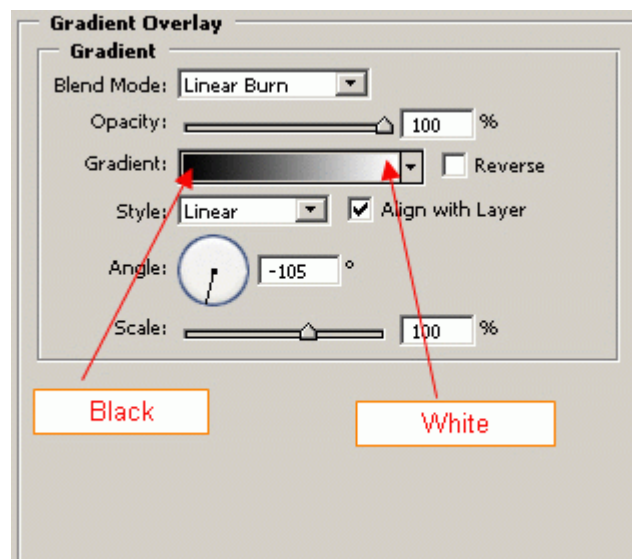 Gradient Overlay
Gradient
Blend Mode: Linear Burn
Opacity: 100 %
Gradient: Reverse
Style: Linear Align with Layer
Angle: -105 °
Scale: 100 %
Black
White